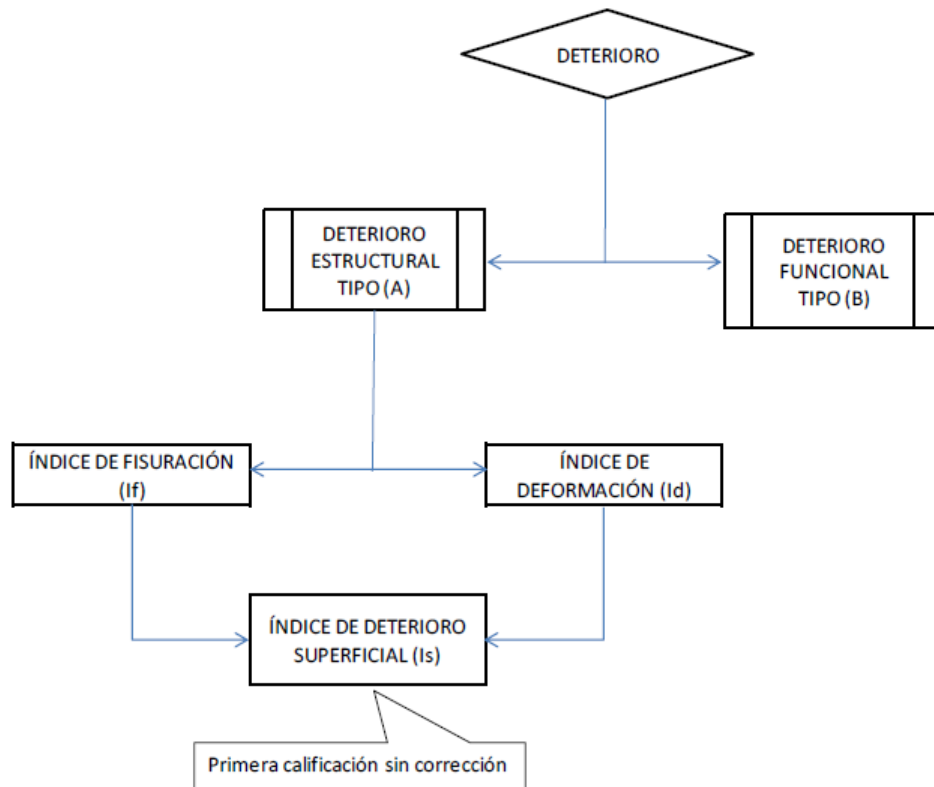 DETERIORO
DETERIORO
ESTRUCTURAL
TIPO (A)
DETERIORO
FUNCIONAL
TIPO (B)
ÍNDICE DE FISURACIÓN
(If)
ÍNDICE DE
DEFORMACIÓN (Id)
ÍNDICE DE DETERIORO
SUPERFICIAL (Is)
Primera calificación sin corrección